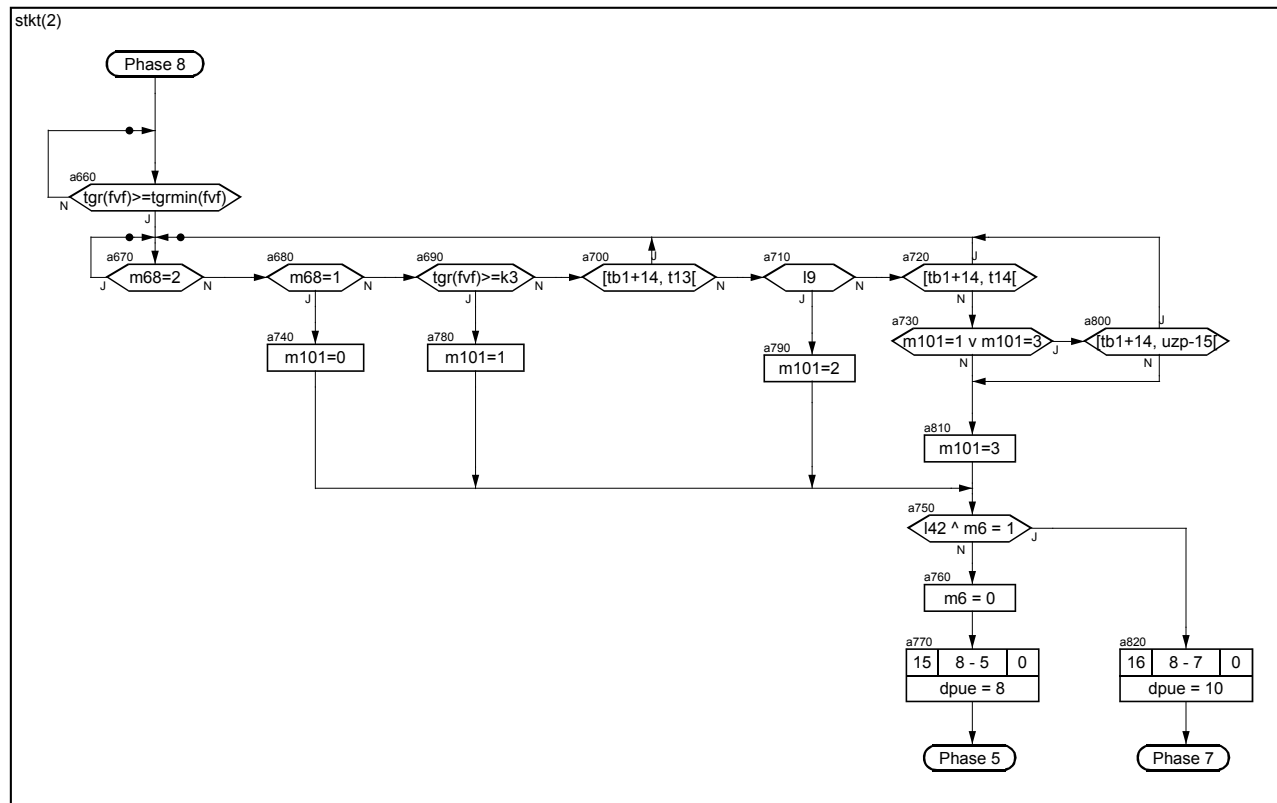 stkt(2)
Phase 8
a660
tgr(fvf)>=tgrmin(fvf)
N
J
a670
m68=2
J
N
a680
m68=1
J
N
a690
tgr(fvf)>=k3
J
N
a700
[tb1+14, t13[
J
N
a710
l9
J
N
a720
[tb1+14, t14[
J
N
a730
m101=1 v m101=3
J
N
a800
[tb1+14, uzp-15[
J
N
a740
m101=0
a780
m101=1
a790
m101=2
a810
m101=3
a750
l42 ^ m6 = 1
J
N
a760
m6 = 0
a770
15 8 - 5 0
dpue = 8
a820
16 8 - 7 0
dpue = 10
Phase 5
Phase 7